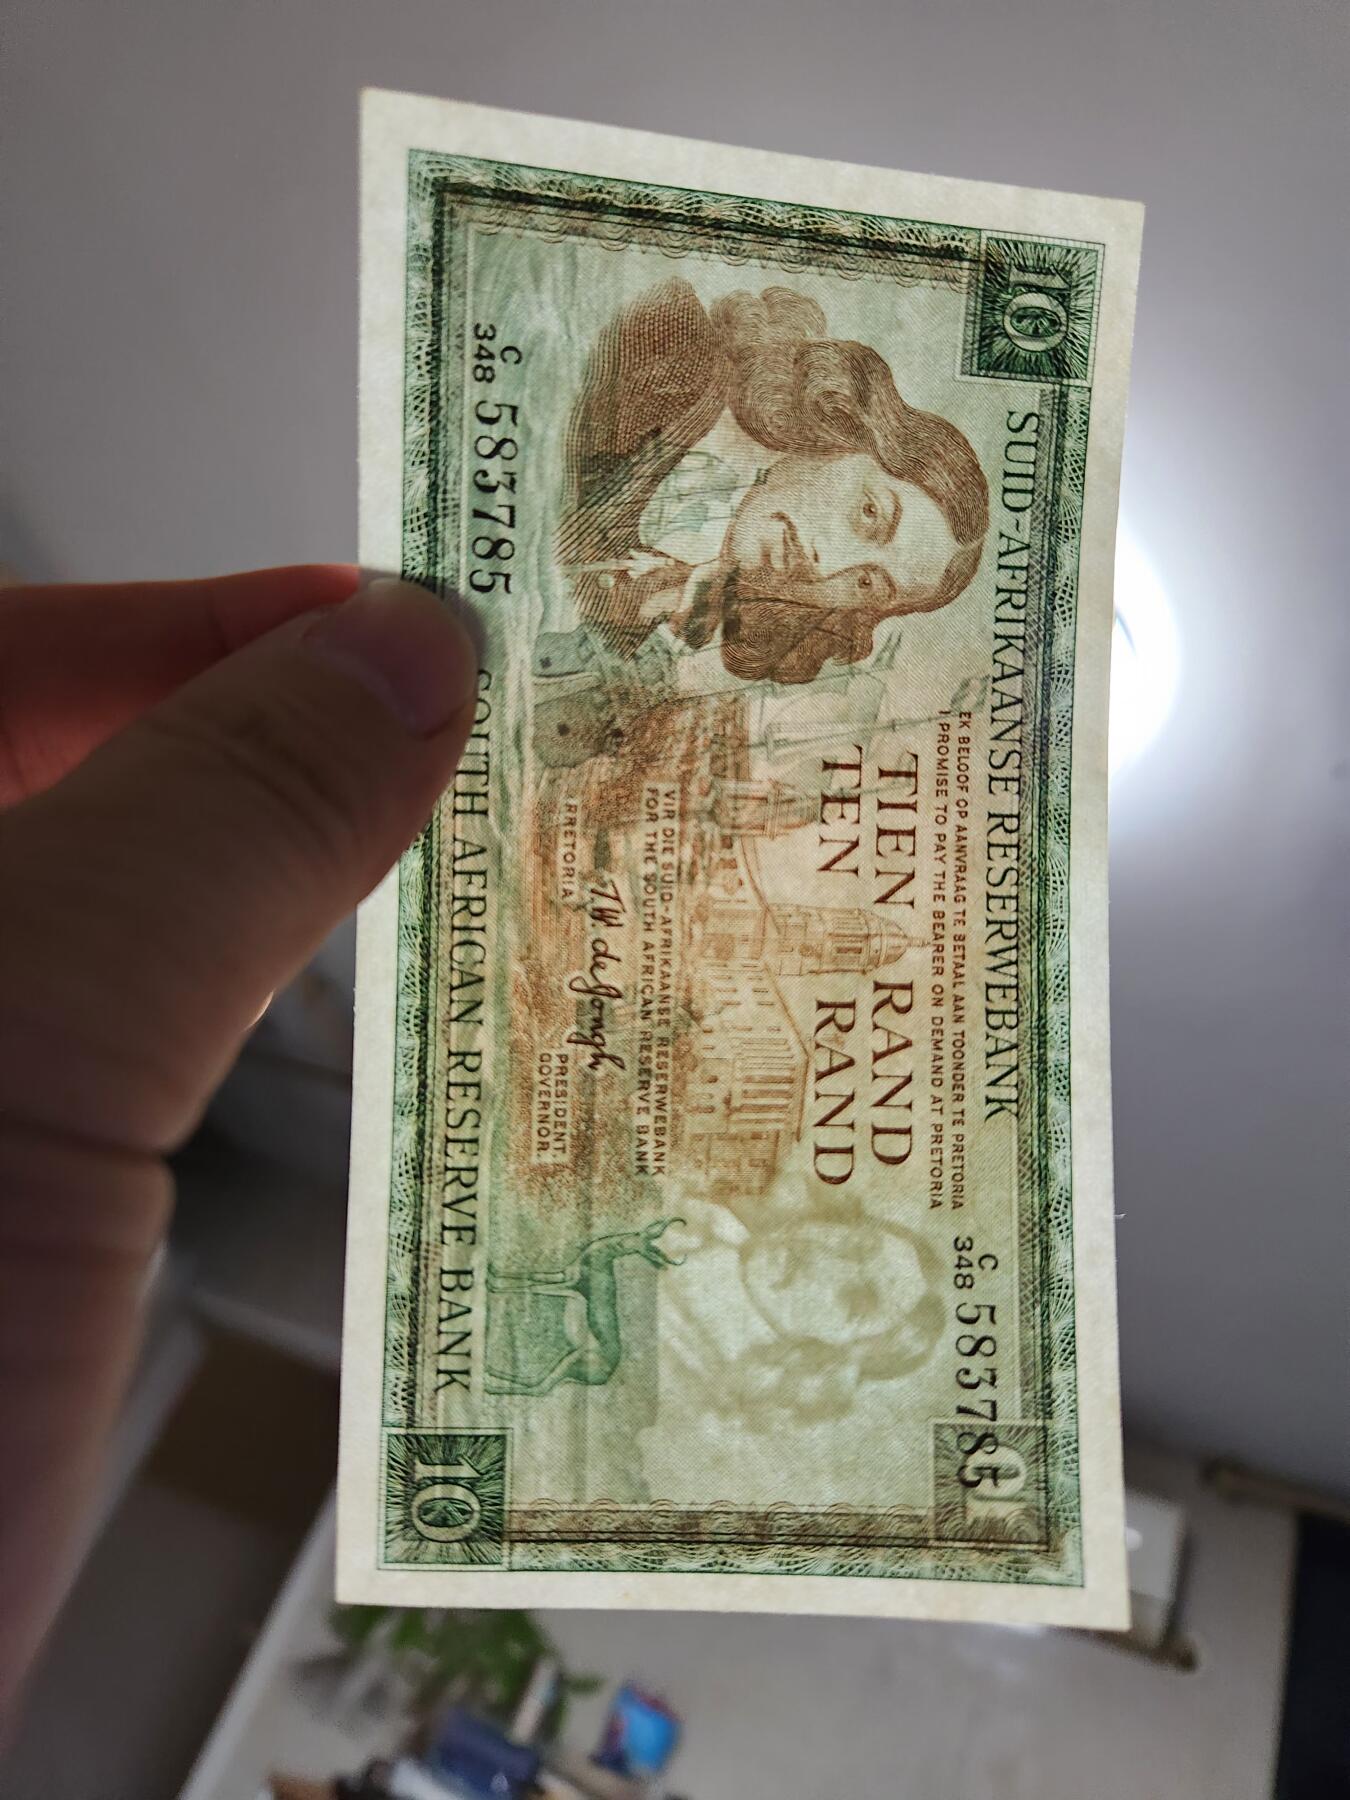 10
SUID-AFRIKAANSE RESERWEBANK
EK BELOOF OP AANVRAAG TE BETAAL AAN TOONDER TE PRETORIA
I PROMISE TO PAY THE BEARER ON DEMAND AT PRETORIA
C
348 583785
TIEN RAND
TEN RAND
VIR DIE SUID-AFRIKAANSE RESERWEBANK
FOR THE SOUTH AFRICAN RESERVE BANK
T.W. de Jongh
PRETORIA
PRESIDENT.
GOVERNOR.
C
348 583785
SOUTH AFRICAN RESERVE BANK
10